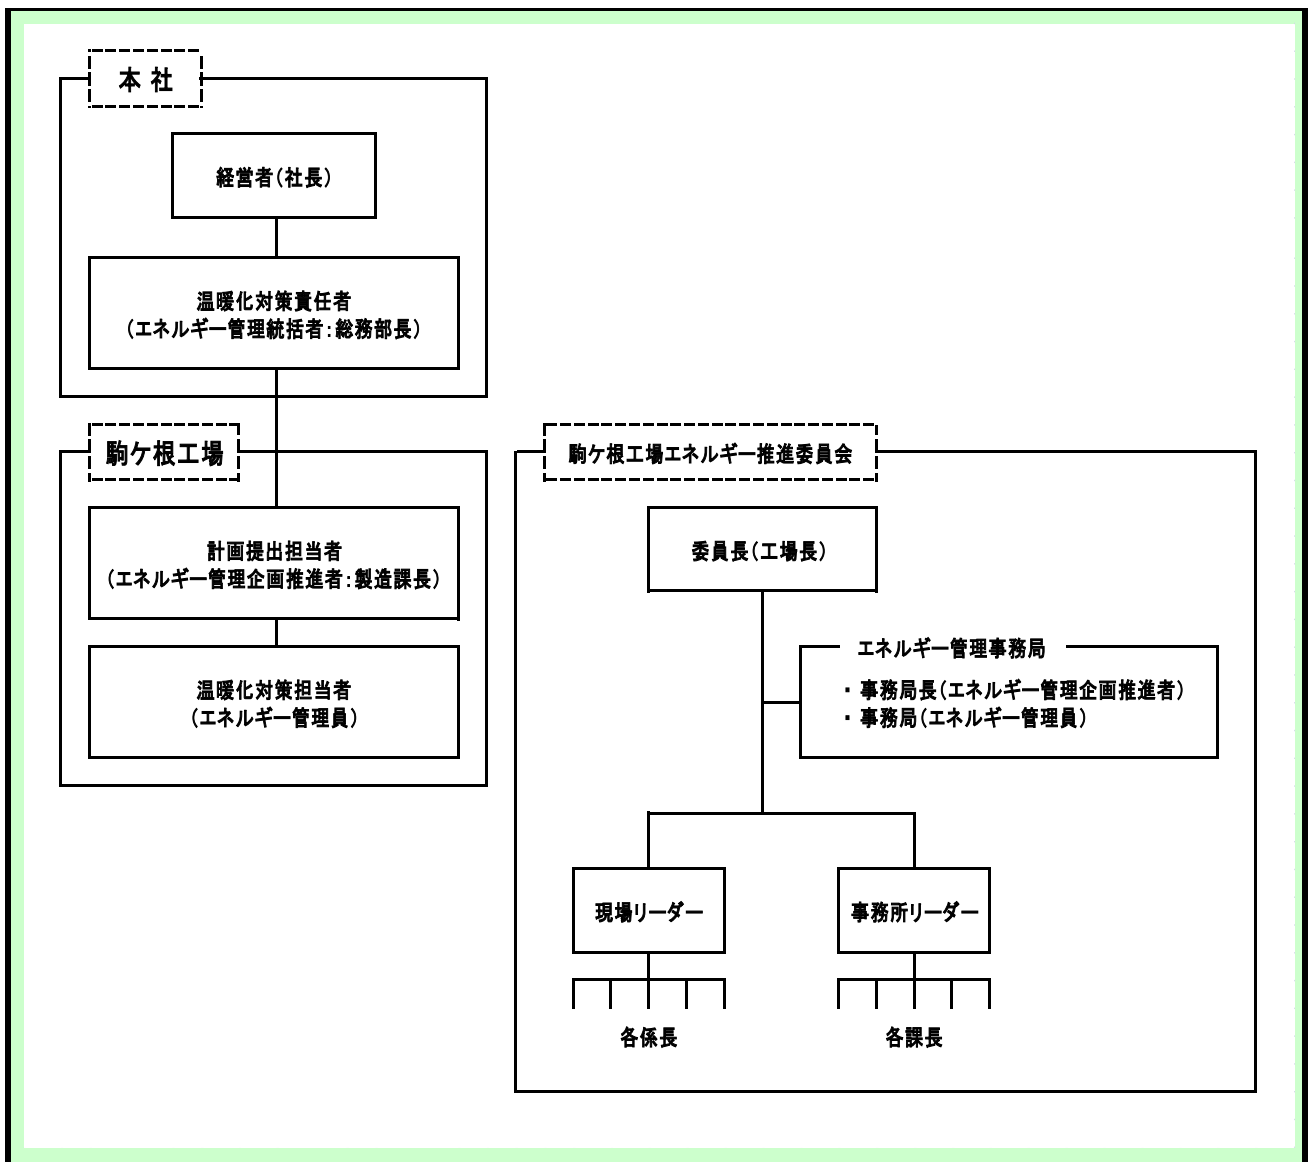 本社
経営者(社長)
温暖化対策責任者
(エネルギー管理統括者:総務部長)
駒ケ根工場
計画提出担当者
(エネルギー管理企画推進者:製造課長)
温暖化対策担当者
(エネルギー管理員)
駒ケ根工場エネルギー推進委員会
委員長(工場長)
エネルギー管理事務局
・ 事務局長(エネルギー管理企画推進者)
・ 事務局(エネルギー管理員)
現場リーダー
事務所リーダー
各係長
各課長